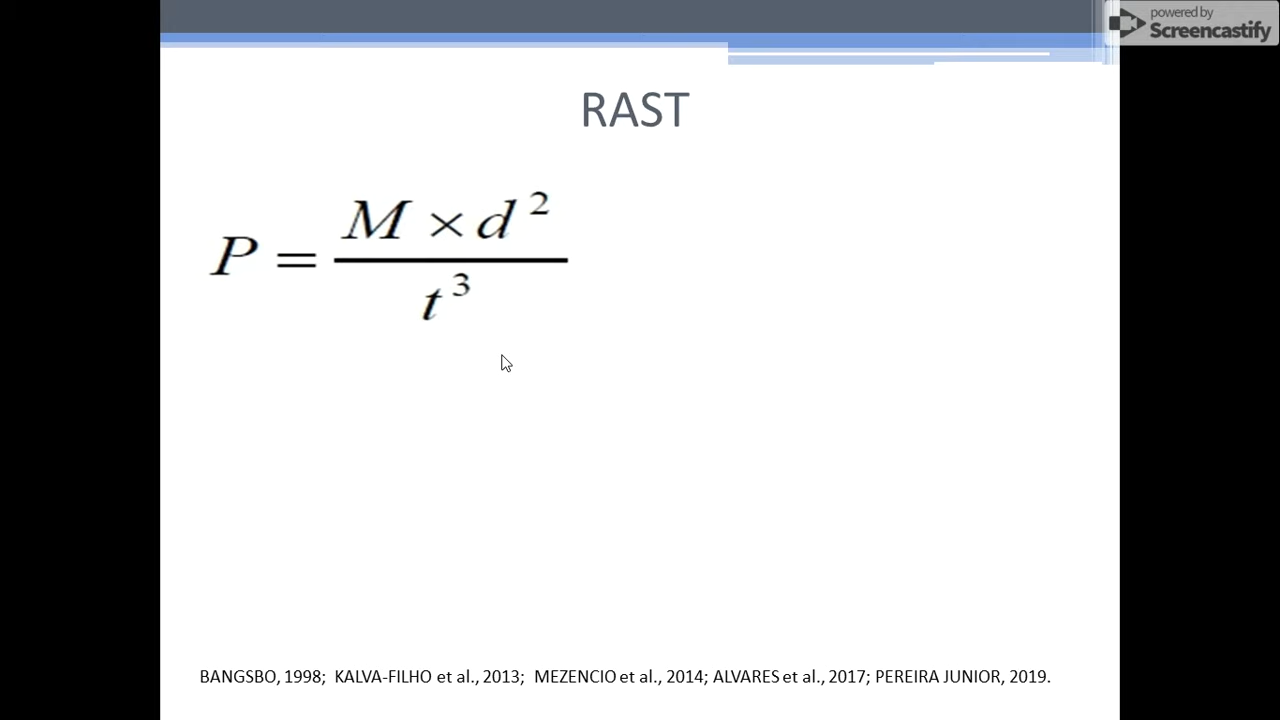 powered by
Screencastify
RAST
P = M × d² / t³
BANGSBO, 1998; KALVA-FILHO et al., 2013; MEZENCIO et al., 2014; ALVARES et al., 2017; PEREIRA JUNIOR, 2019.